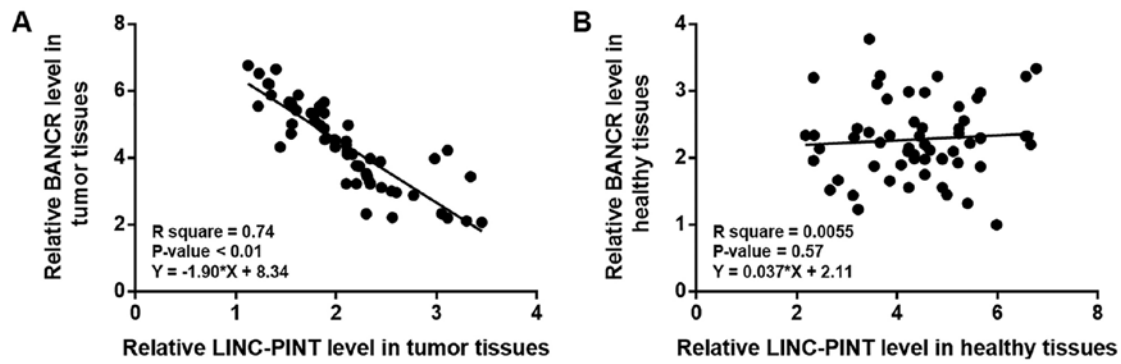 A
Relative BANCR level in
tumor tissues
8
6
4
2
0
R square = 0.74
P-value < 0.01
Y = -1.90*X + 8.34
0 1 2 3 4
Relative LINC-PINT level in tumor tissues
B
Relative BANCR level in
healthy tissues
4
3
2
1
0
R square = 0.0055
P-value = 0.57
Y = 0.037*X + 2.11
0 2 4 6 8
Relative LINC-PINT level in healthy tissues